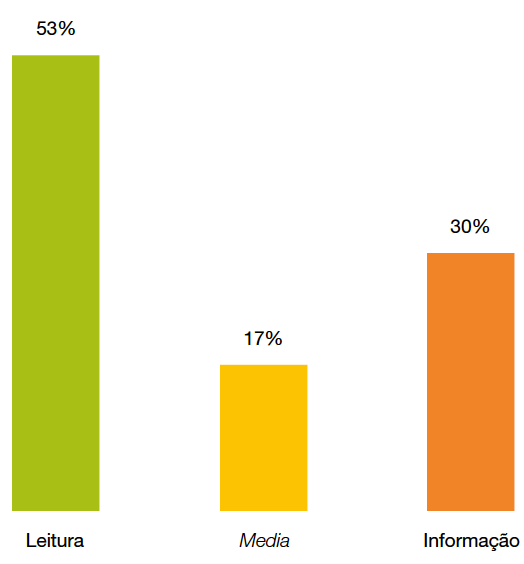 53%
30%
17%
Leitura
Media
Informação